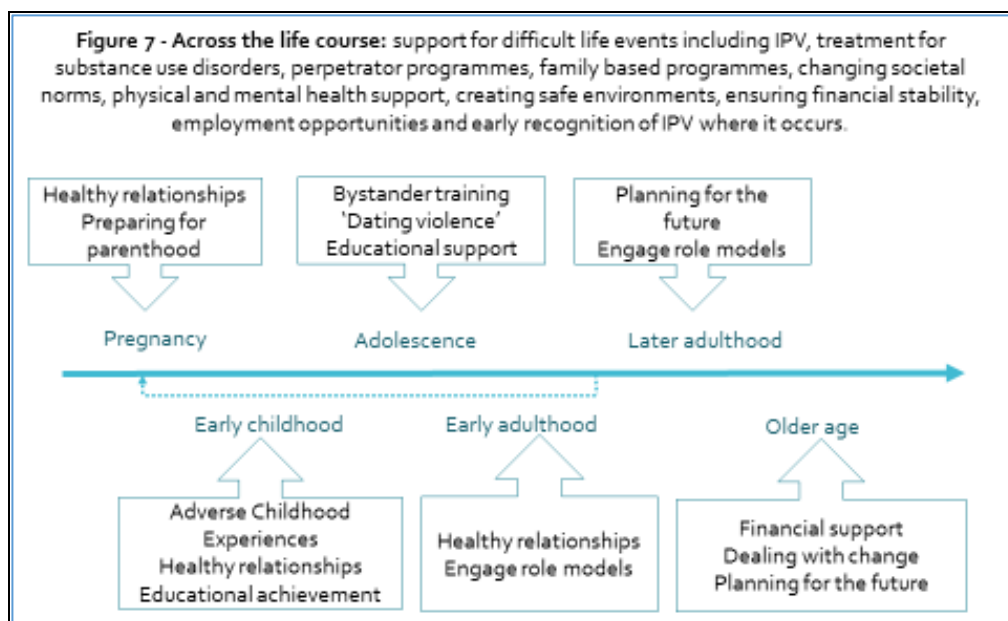 Figure 7 - Across the life course: support for difficult life events including IPV, treatment for
substance use disorders, perpetrator programmes, family based programmes, changing societal
norms, physical and mental health support, creating safe environments, ensuring financial stability,
employment opportunities and early recognition of IPV where it occurs.
Healthy relationships
Preparing for
parenthood
Bystander training
'Dating violence'
Educational support
Planning for the
future
Engage role models
Pregnancy
Adolescence
Later adulthood
Early childhood
Early adulthood
Older age
Adverse Childhood
Experiences
Healthy relationships
Educational achievement
Healthy relationships
Engage role models
Financial support
Dealing with change
Planning for the future